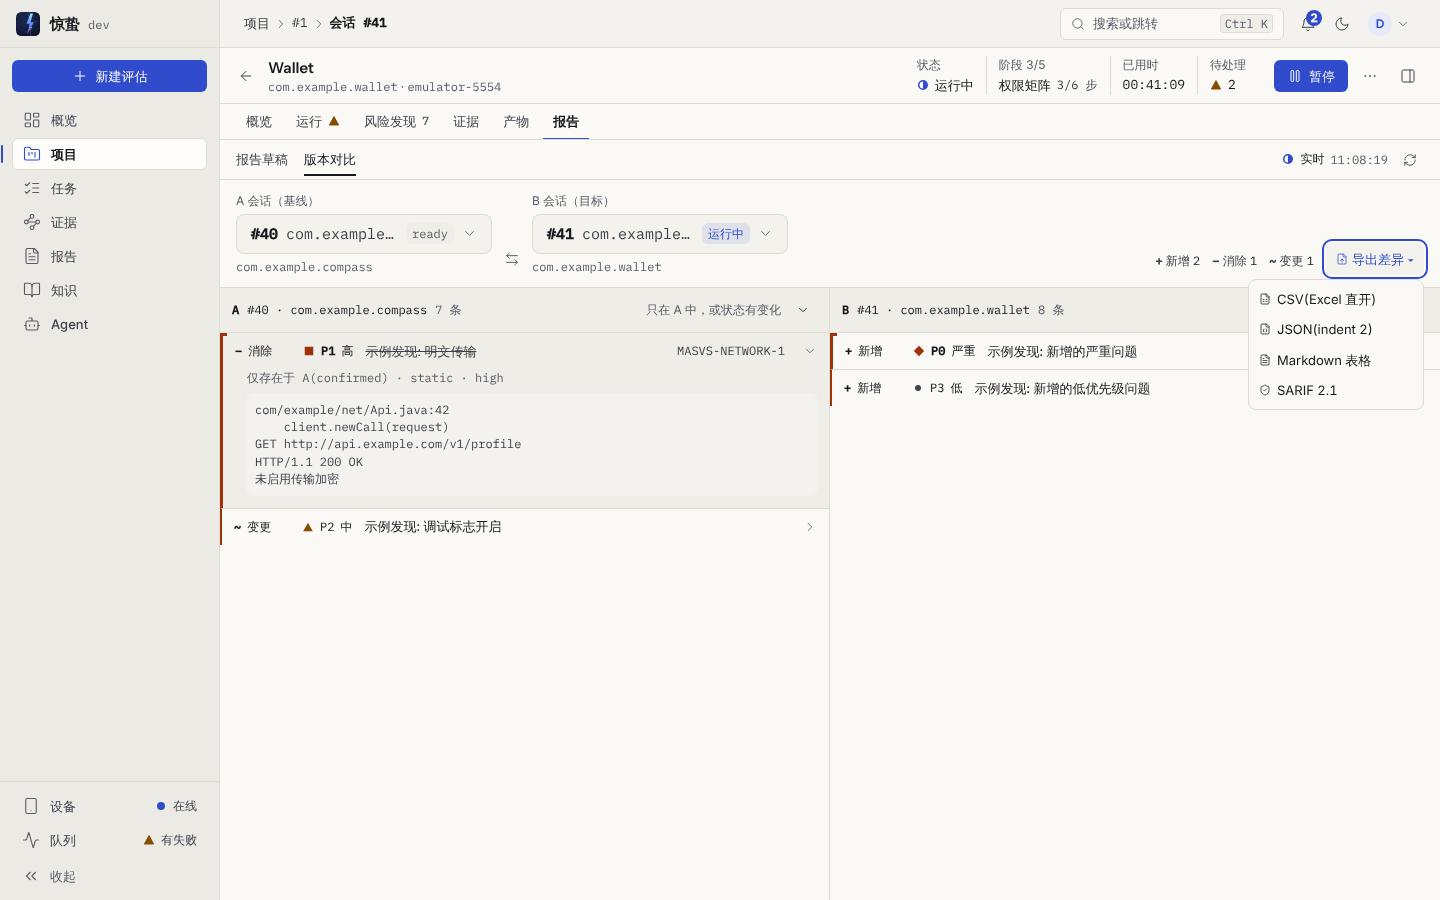 惊蛰 dev
项目 > #1 > 会话 #41
搜索或跳转 Ctrl K
2
D
新建评估
概览
项目
任务
证据
报告
知识
Agent
设备 在线
队列 有失败
收起
Wallet
com.example.wallet·emulator-5554
状态
运行中
阶段 3/5
权限矩阵 3/6 步
已用时
00:41:09
待处理
2
暂停
概览 运行 风险发现 7 证据 产物 报告
报告草稿 版本对比
实时 11:08:19
A 会话（基线）
#40 com.example… ready
com.example.compass
B 会话（目标）
#41 com.example… 运行中
com.example.wallet
+ 新增 2 − 消除 1 ~ 变更 1
导出差异
CSV(Excel 直开)
JSON(indent 2)
Markdown 表格
SARIF 2.1
A #40 · com.example.compass 7 条 只在 A 中，或状态有变化
− 消除 P1 高 示例发现: 明文传输 MASVS-NETWORK-1
仅存在于 A(confirmed) · static · high
com/example/net/Api.java:42
client.newCall(request)
GET http://api.example.com/v1/profile
HTTP/1.1 200 OK
未启用传输加密
~ 变更 P2 中 示例发现: 调试标志开启
B #41 · com.example.wallet 8 条
+ 新增 P0 严重 示例发现: 新增的严重问题
+ 新增 P3 低 示例发现: 新增的低优先级问题